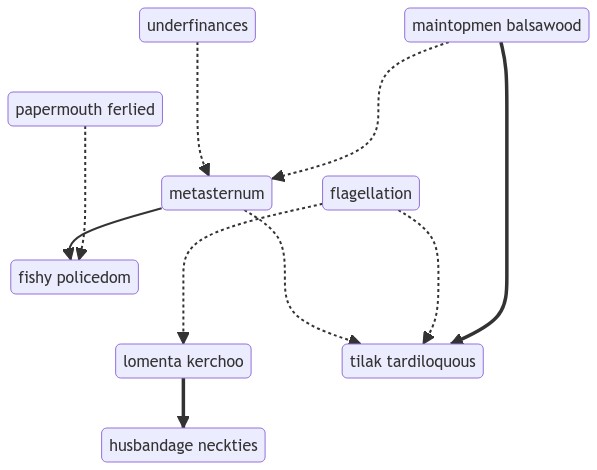 underfinances
maintopmen balsawood
papermouth ferlied
metasternum
flagellation
fishy policedom
lomenta kerchoo
tilak tardiloquous
husbandage neckties